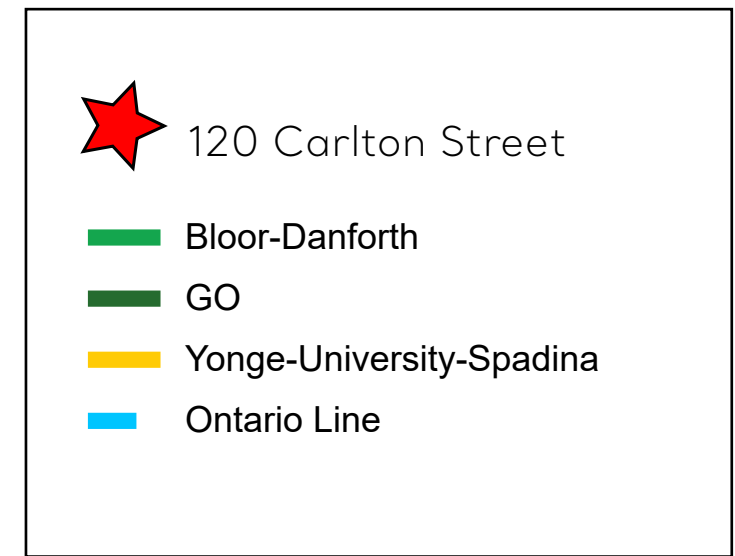 120 Carlton Street
Bloor-Danforth
GO
Yonge-University-Spadina
Ontario Line